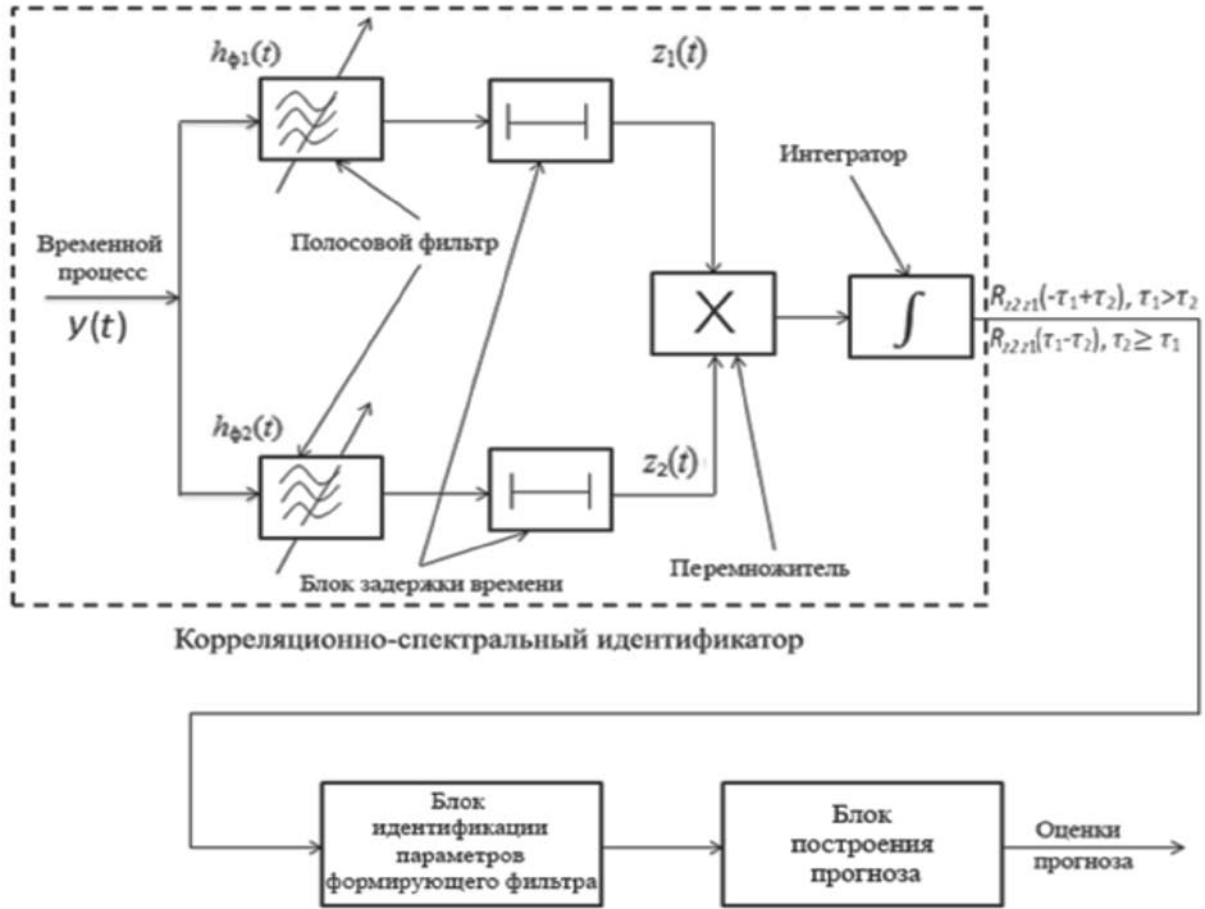 hф1(t)
z1(t)
Интегратор
Временной
процесс
y(t)
Полосовой фильтр
Rz2z1(-τ1+τ2), τ1>τ2
Rz2z1(τ1-τ2), τ2≥ τ1
hф2(t)
z2(t)
Блок задержки времени
Перемножитель
Корреляционно-спектральный идентификатор
Блок
идентификации
параметров
формирующего фильтра
Блок
построения
прогноза
Оценки
прогноза